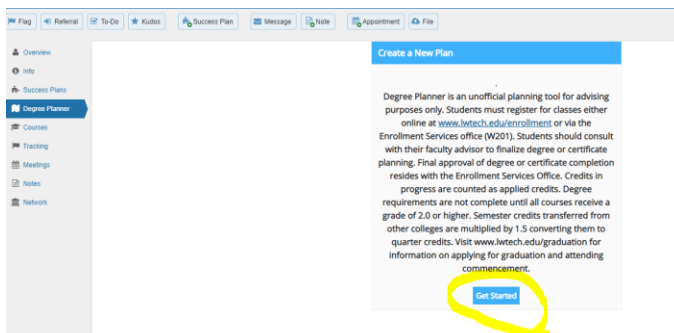 Flag Referral To-Do Kudos Success Plan Message Note Appointment File
Overview
Info
Success Plans
Degree Planner
Courses
Tracking
Meetings
Notes
Network
Create a New Plan
.
Degree Planner is an unofficial planning tool for advising
purposes only. Students must register for classes either
online at www.lwtech.edu/enrollment or via the
Enrollment Services office (W201). Students should consult
with their faculty advisor to finalize degree or certificate
planning. Final approval of degree or certificate completion
resides with the Enrollment Services Office. Credits in
progress are counted as applied credits. Degree
requirements are not complete until all courses receive a
grade of 2.0 or higher. Semester credits transferred from
other colleges are multiplied by 1.5 converting them to
quarter credits. Visit www.lwtech.edu/graduation for
information on applying for graduation and attending
commencement.
Get Started